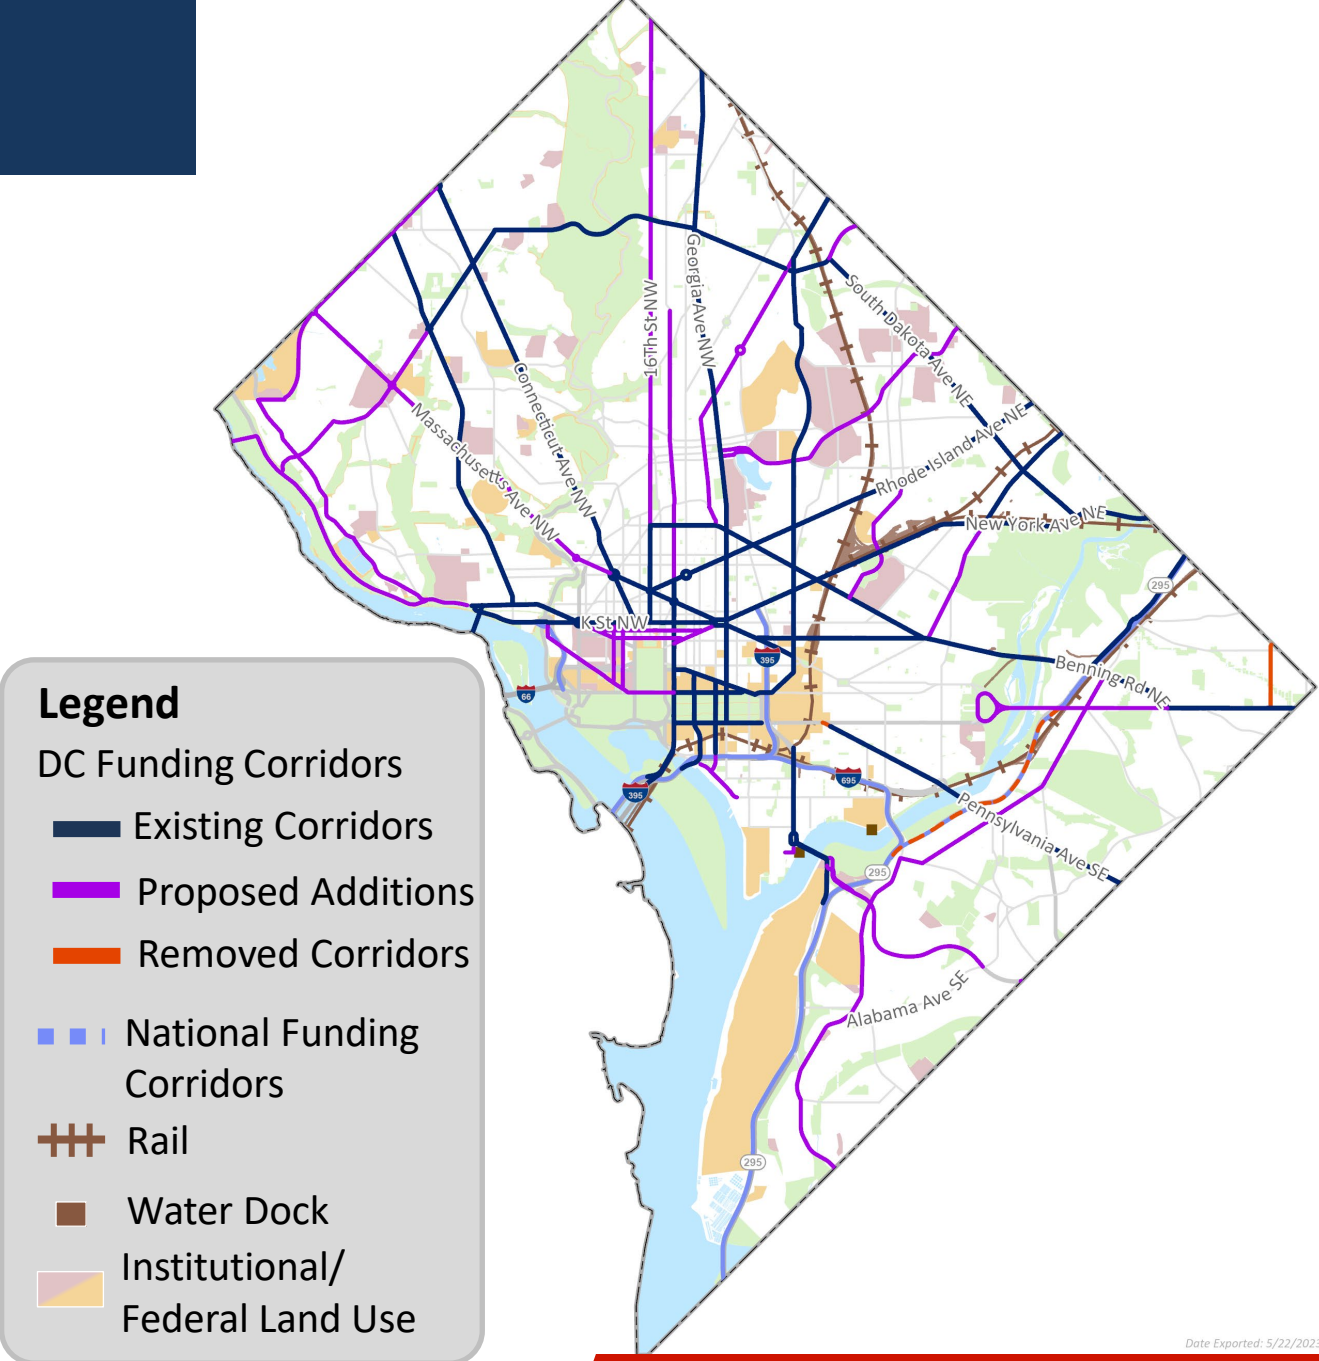 16Th St NW
Georgia Ave NW
South Dakota Ave NE
Connecticut Ave NW
Massachusetts Ave NW
Rhode Island Ave NE
New York Ave NE
295
K St NW
395
Benning Rd NE
66
395
695
Pennsylvania Ave SE
295
Alabama Ave SE
295
Legend
DC Funding Corridors
Existing Corridors
Proposed Additions
Removed Corridors
National Funding
Corridors
Rail
Water Dock
Institutional/
Federal Land Use
Date Exported: 5/22/2023